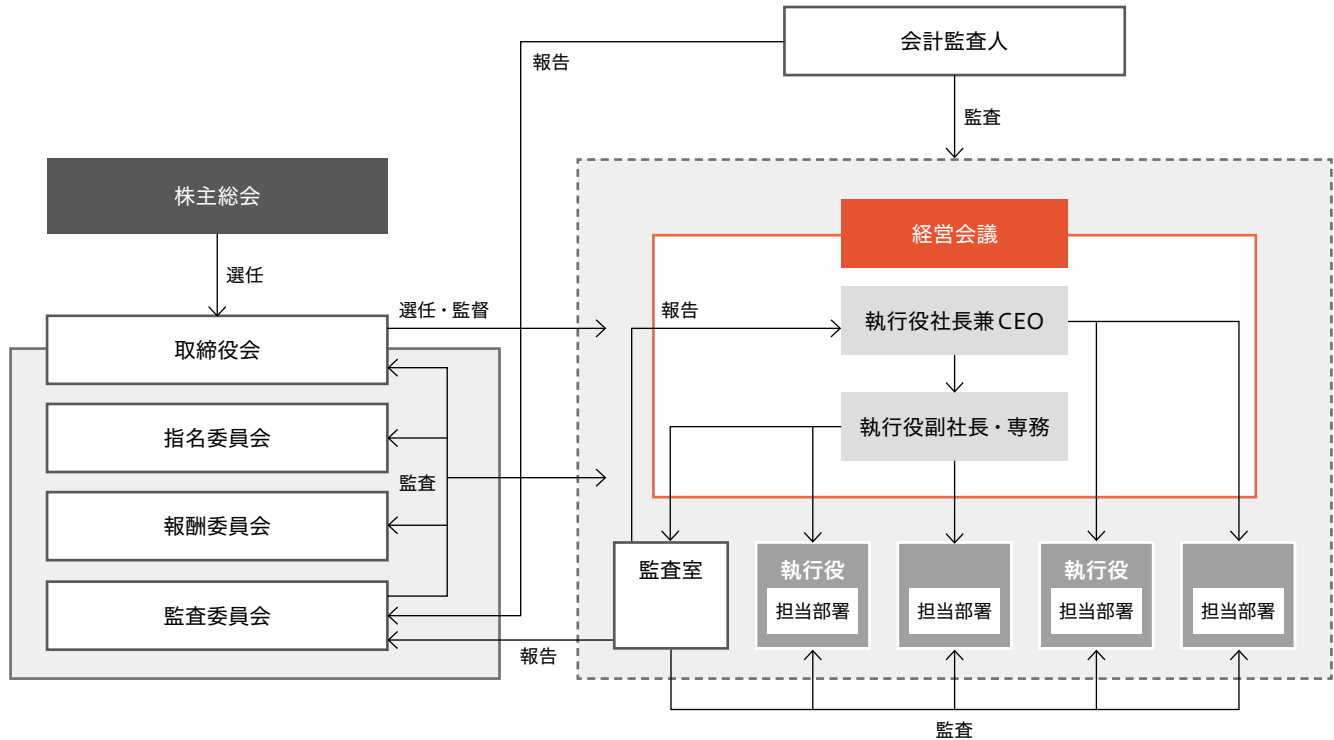 会計監査人
報告
監査
株主総会
経営会議
選任
選任・監督
報告
執行役社長兼CEO
取締役会
指名委員会
執行役副社長・専務
監査
報酬委員会
監査室
執行役
執行役
担当部署
担当部署
担当部署
担当部署
監査委員会
報告
監査